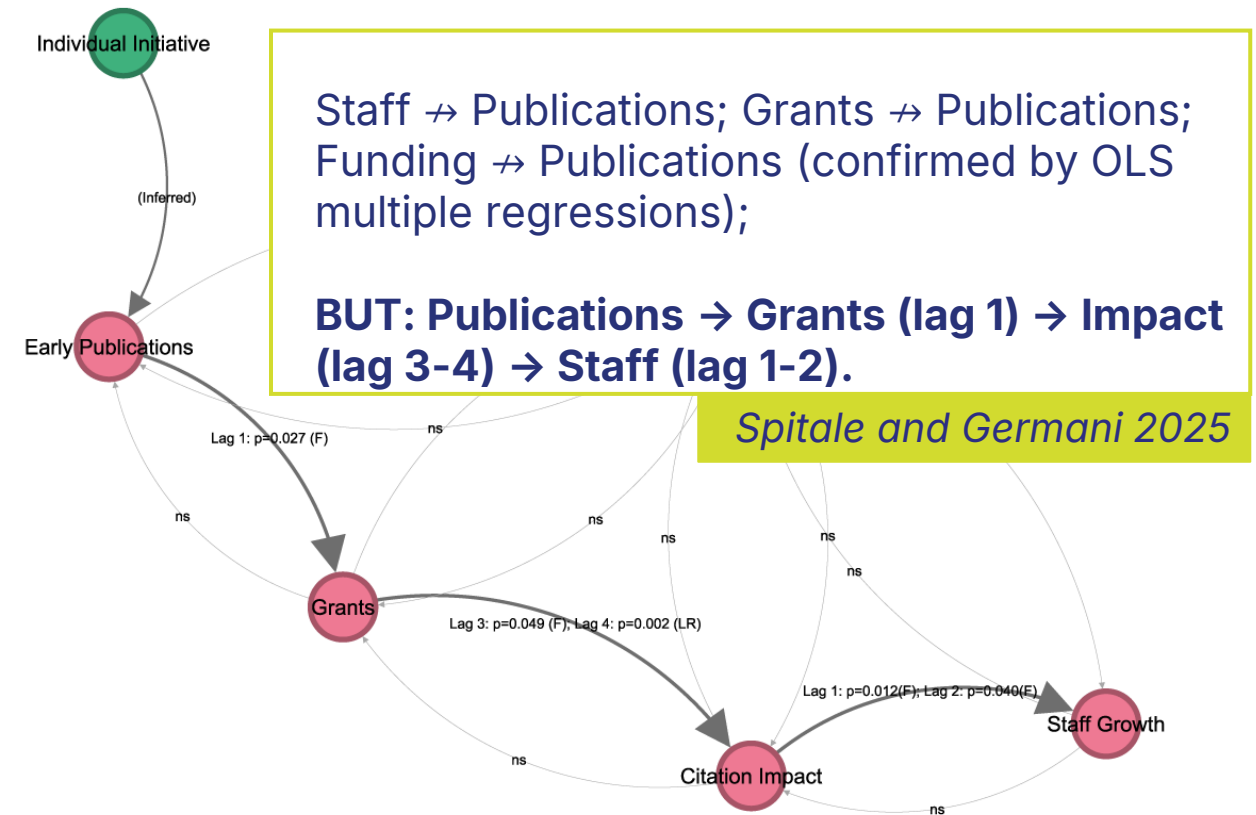 Individual Initiative
Staff ↛ Publications; Grants ↛ Publications;
Funding ↛ Publications (confirmed by OLS
multiple regressions);
BUT: Publications → Grants (lag 1) → Impact
(lag 3-4) → Staff (lag 1-2).
Spitale and Germani 2025
(Inferred)
Early Publications
ns
Lag 1: p=0.027 (F)
ns
ns
ns
ns
ns
Grants
Lag 3: p=0.049 (F); Lag 4: p=0.002 (LR)
Lag 1: p=0.012(F); Lag 2: p=0.040(F)
Staff Growth
ns
Citation Impact
ns